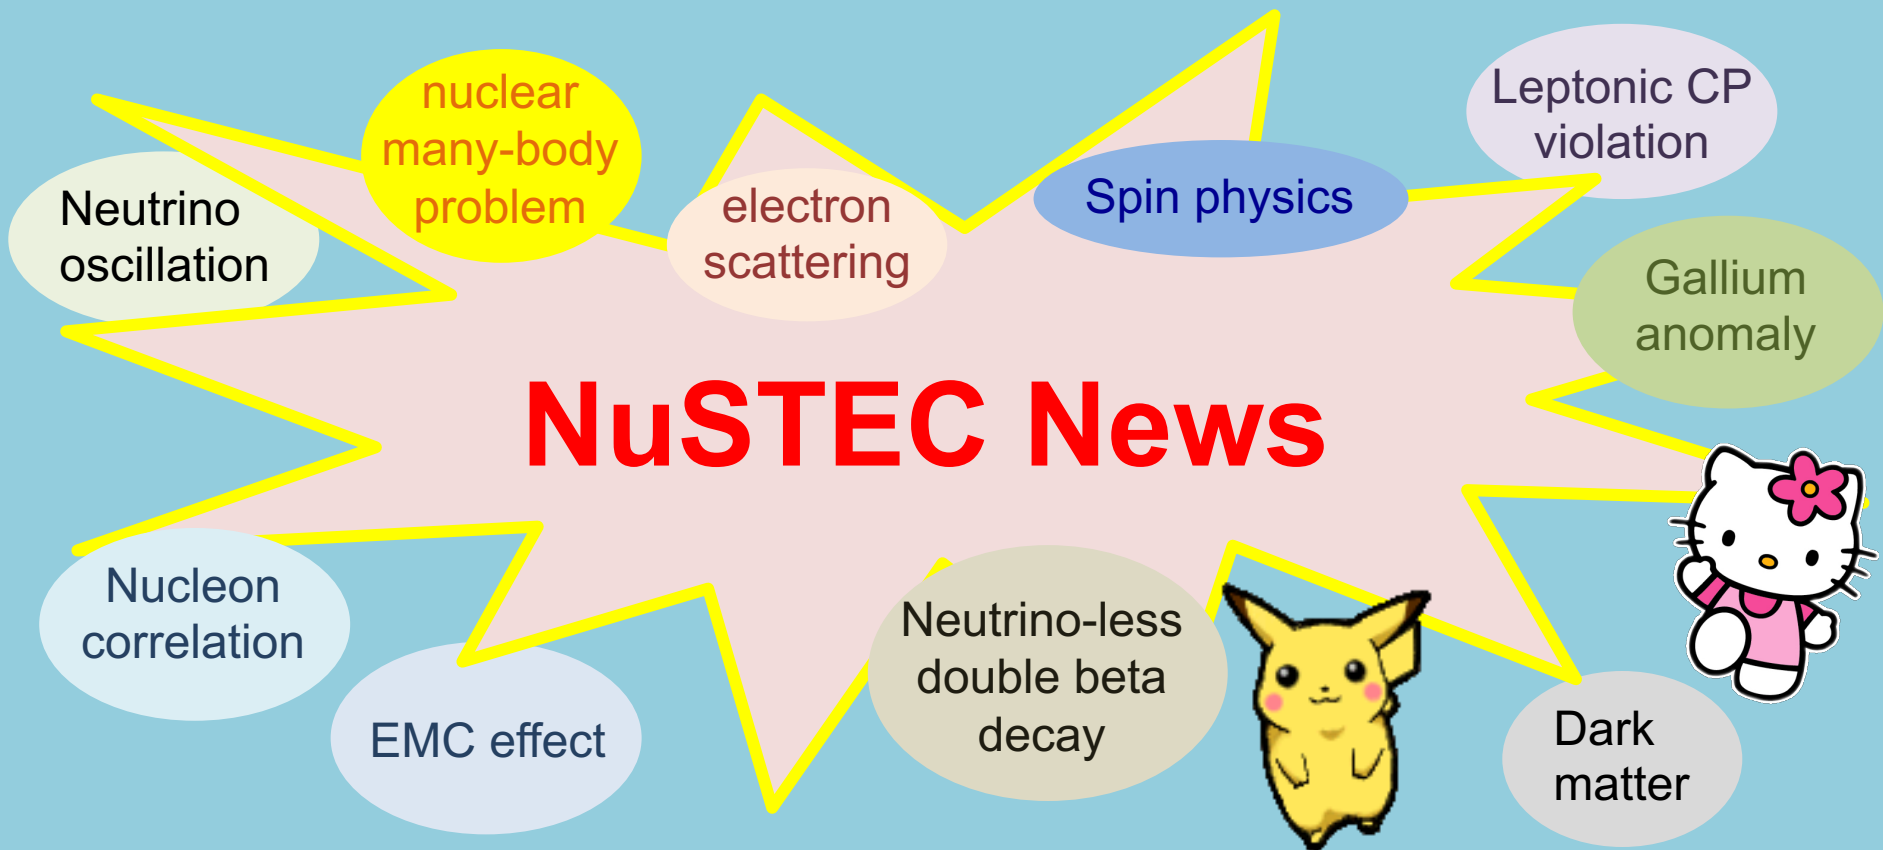 nuclear
many-body
problem
Leptonic CP
violation
Neutrino
oscillation
electron
scattering
Spin physics
Gallium
anomaly
NuSTEC News
Nucleon
correlation
EMC effect
Neutrino-less
double beta
decay
Dark
matter